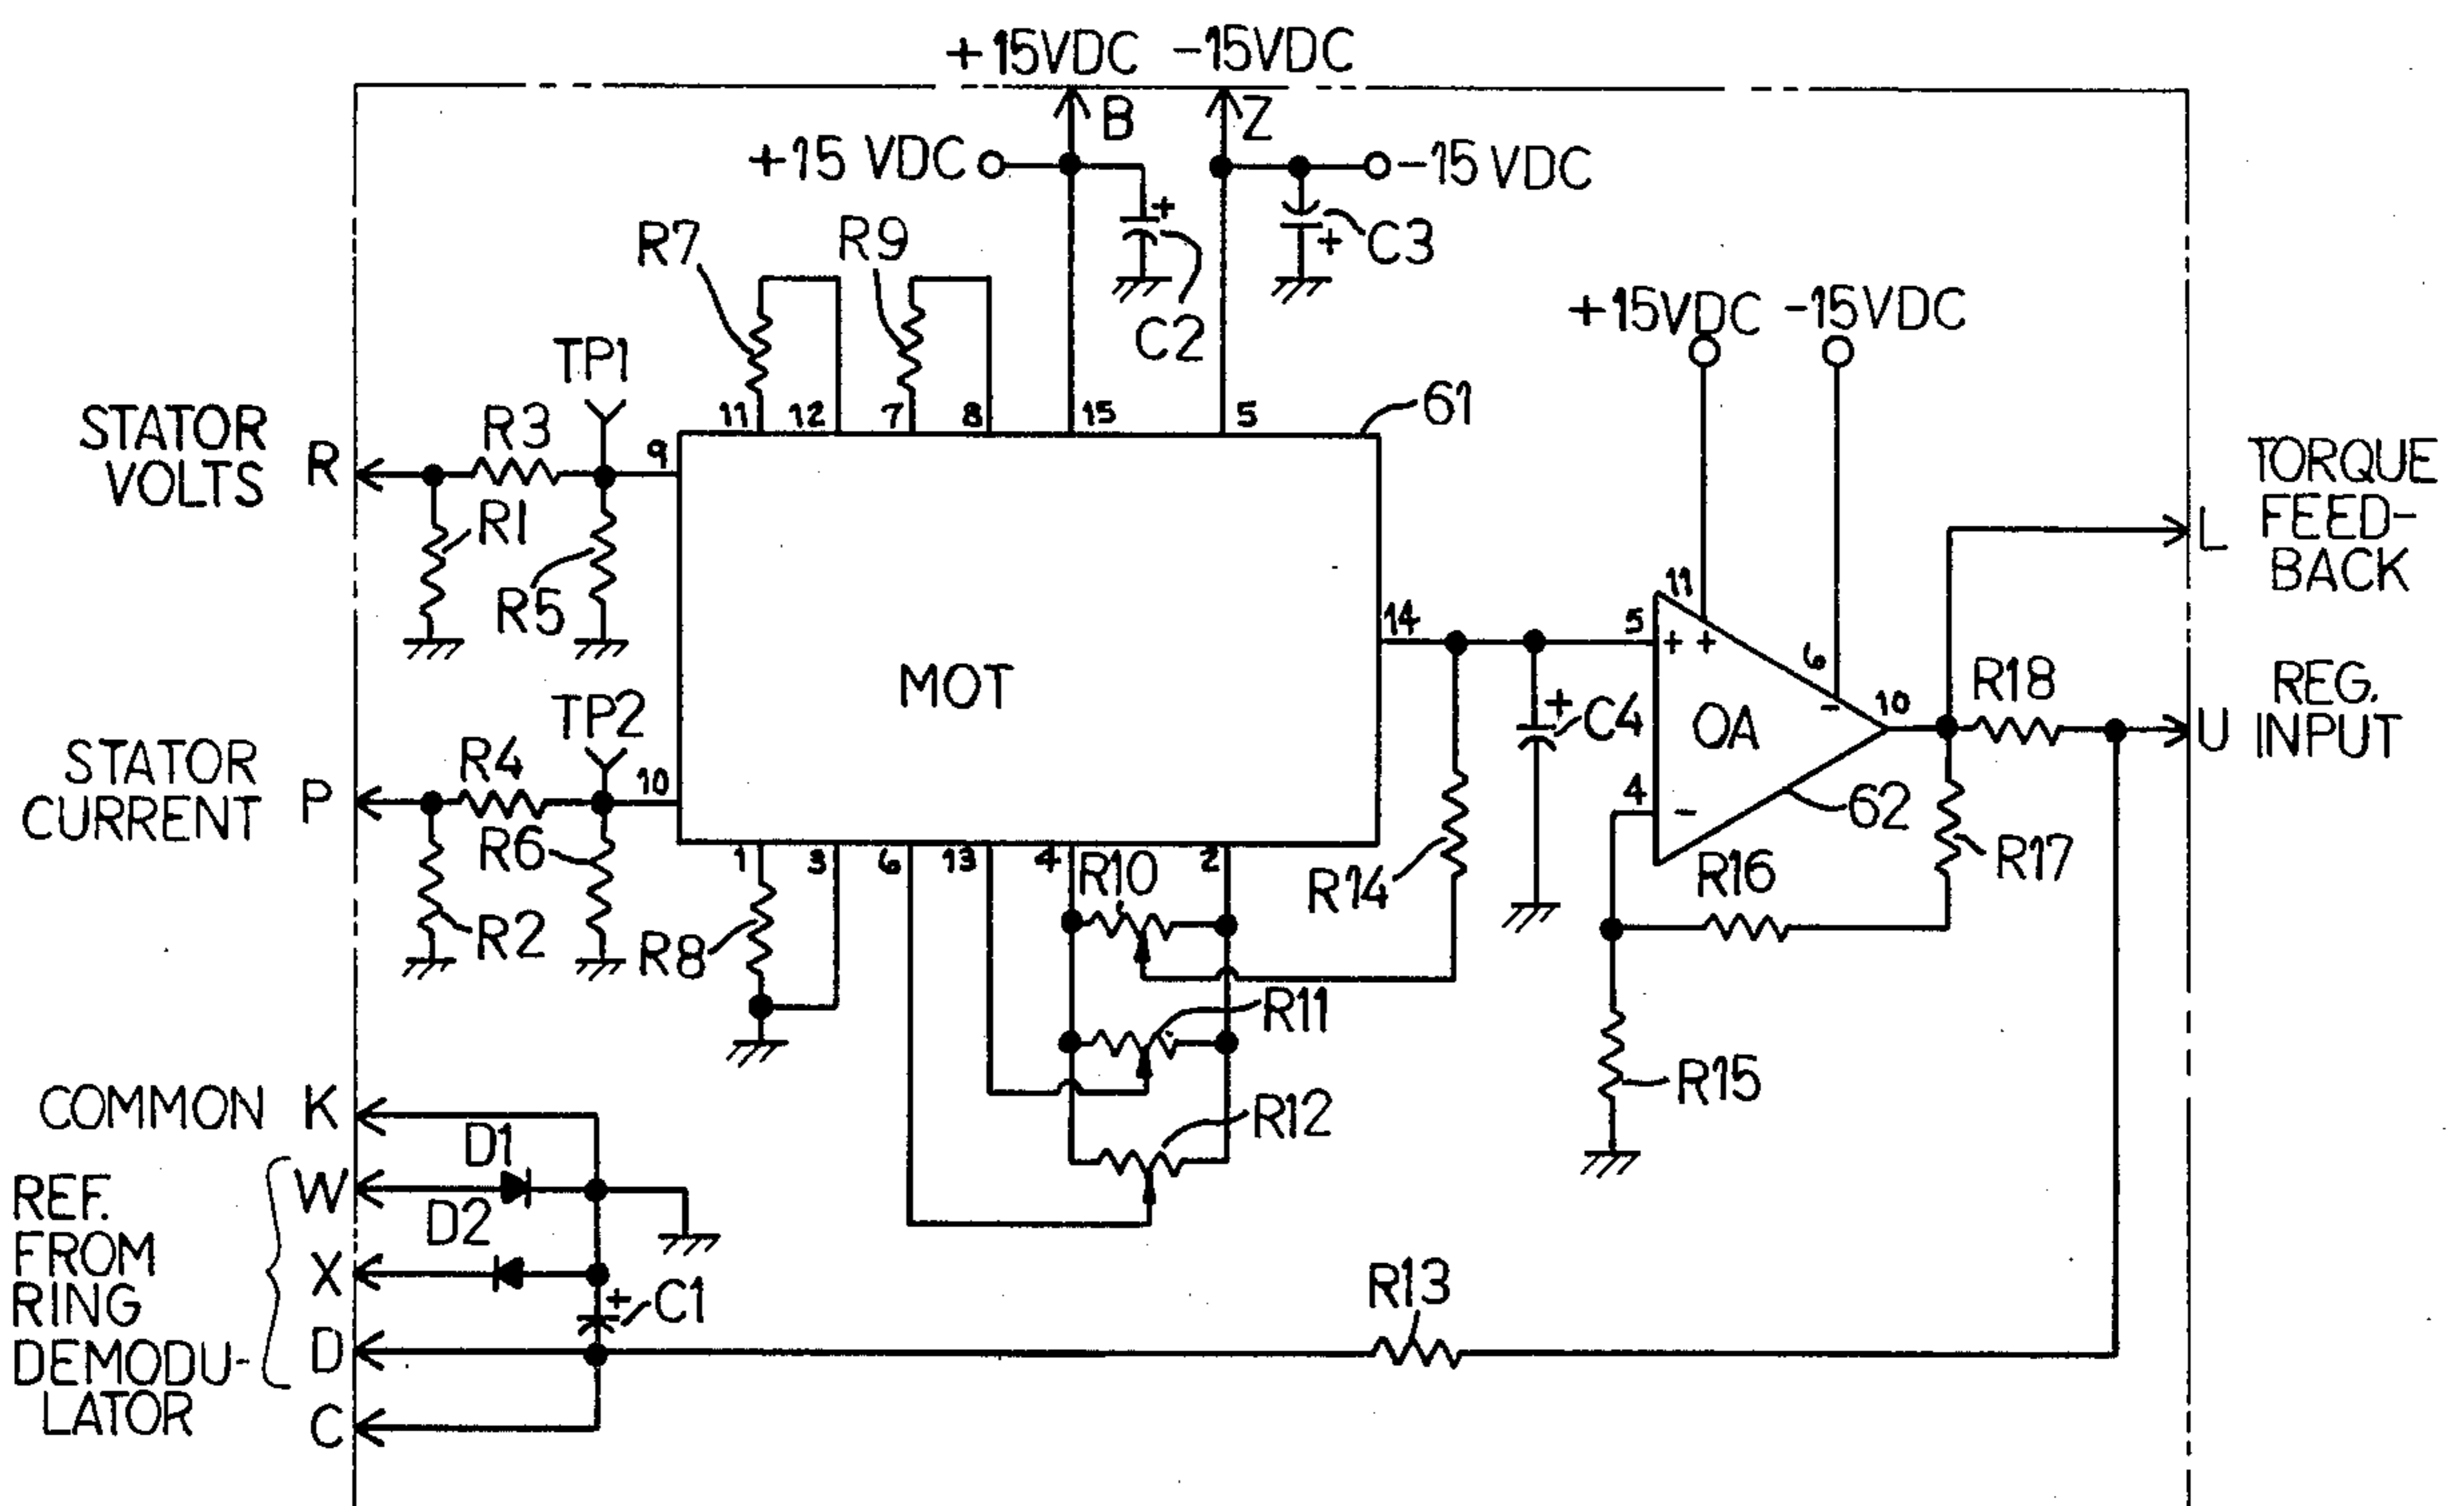 +15VDC -15VDC
B Z
+15 VDC -15 VDC
R7 R9 + + C3
C2
+15VDC -15VDC
TP1
11 12 7 8 15 5 61
STATOR
VOLTS
R R3 9
R1
R5
TORQUE
FEED-
BACK
L
MOT
14 5 11
+ + 6
+ C4 OA - 10 R18
REG.
INPUT
U
TP2
STATOR
CURRENT
P R4 10
4 - 62
R6
R2
1 3 6 13 4 R10 2
R8
R14 R16 R17
R11
R15
R12
COMMON K
D1
W
D2
X
+ C1
R13
D
C
REF.
FROM
RING
DEMODU-
LATOR